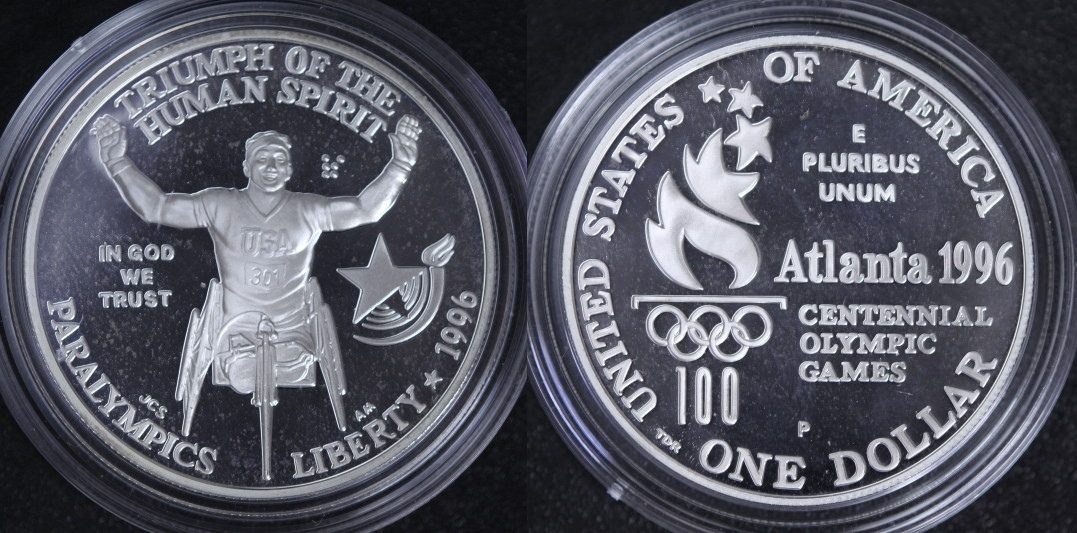 TRIUMPH OF THE
HUMAN SPIRIT
IN GOD
WE
TRUST
USA
301
PARALYMPICS
LIBERTY
1996
JCS
AM
UNITED STATES OF AMERICA
E
PLURIBUS
UNUM
Atlanta 1996
CENTENNIAL
OLYMPIC
GAMES
100
P
TDR
ONE DOLLAR